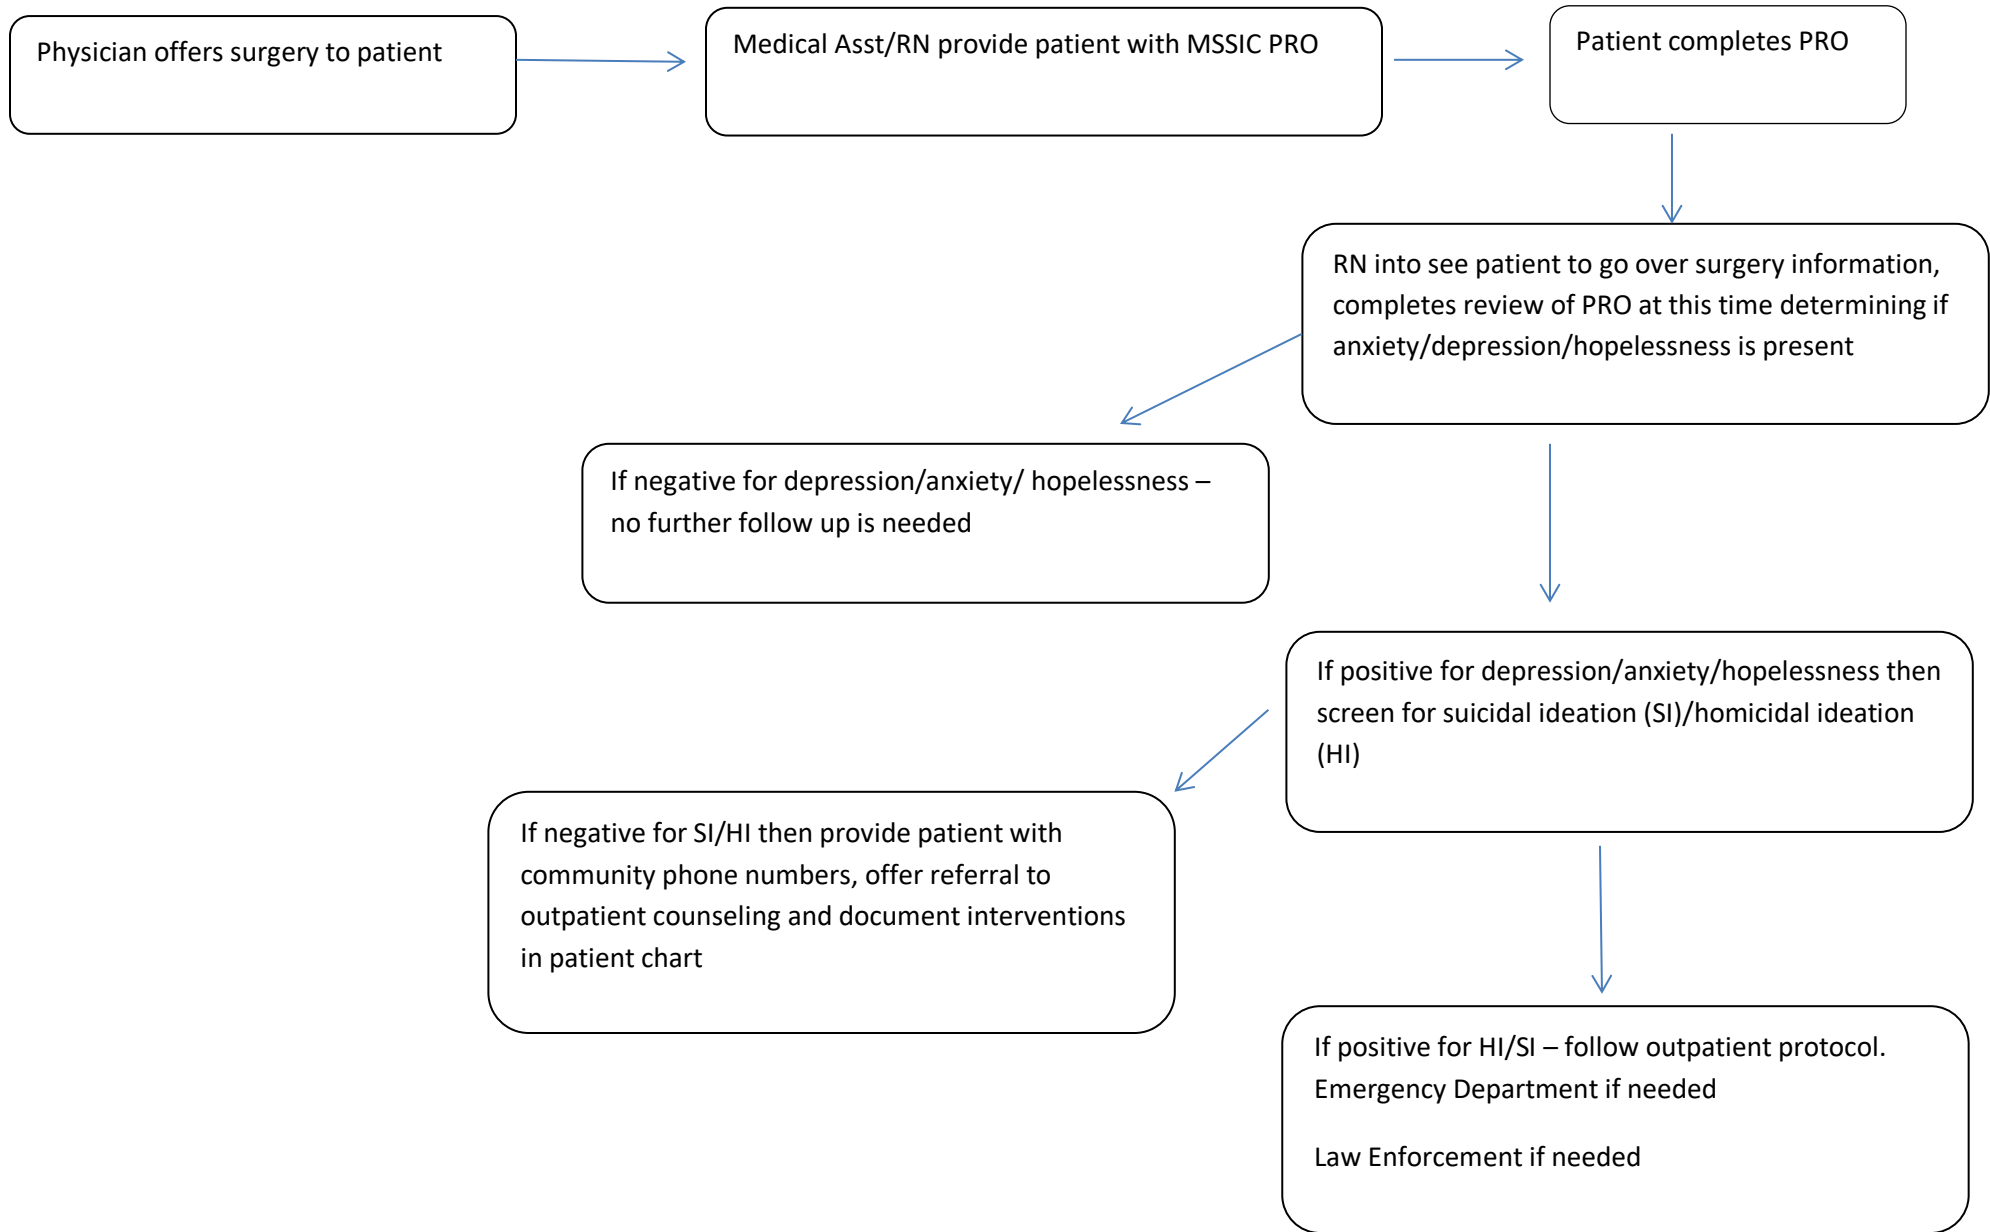 Physician offers surgery to patient
Medical Asst/RN provide patient with MSSIC PRO
Patient completes PRO
RN into see patient to go over surgery information,
completes review of PRO at this time determining if
anxiety/depression/hopelessness is present
If negative for depression/anxiety/ hopelessness –
no further follow up is needed
If positive for depression/anxiety/hopelessness then
screen for suicidal ideation (SI)/homicidal ideation
(HI)
If negative for SI/HI then provide patient with
community phone numbers, offer referral to
outpatient counseling and document interventions
in patient chart
If positive for HI/SI – follow outpatient protocol.
Emergency Department if needed
Law Enforcement if needed